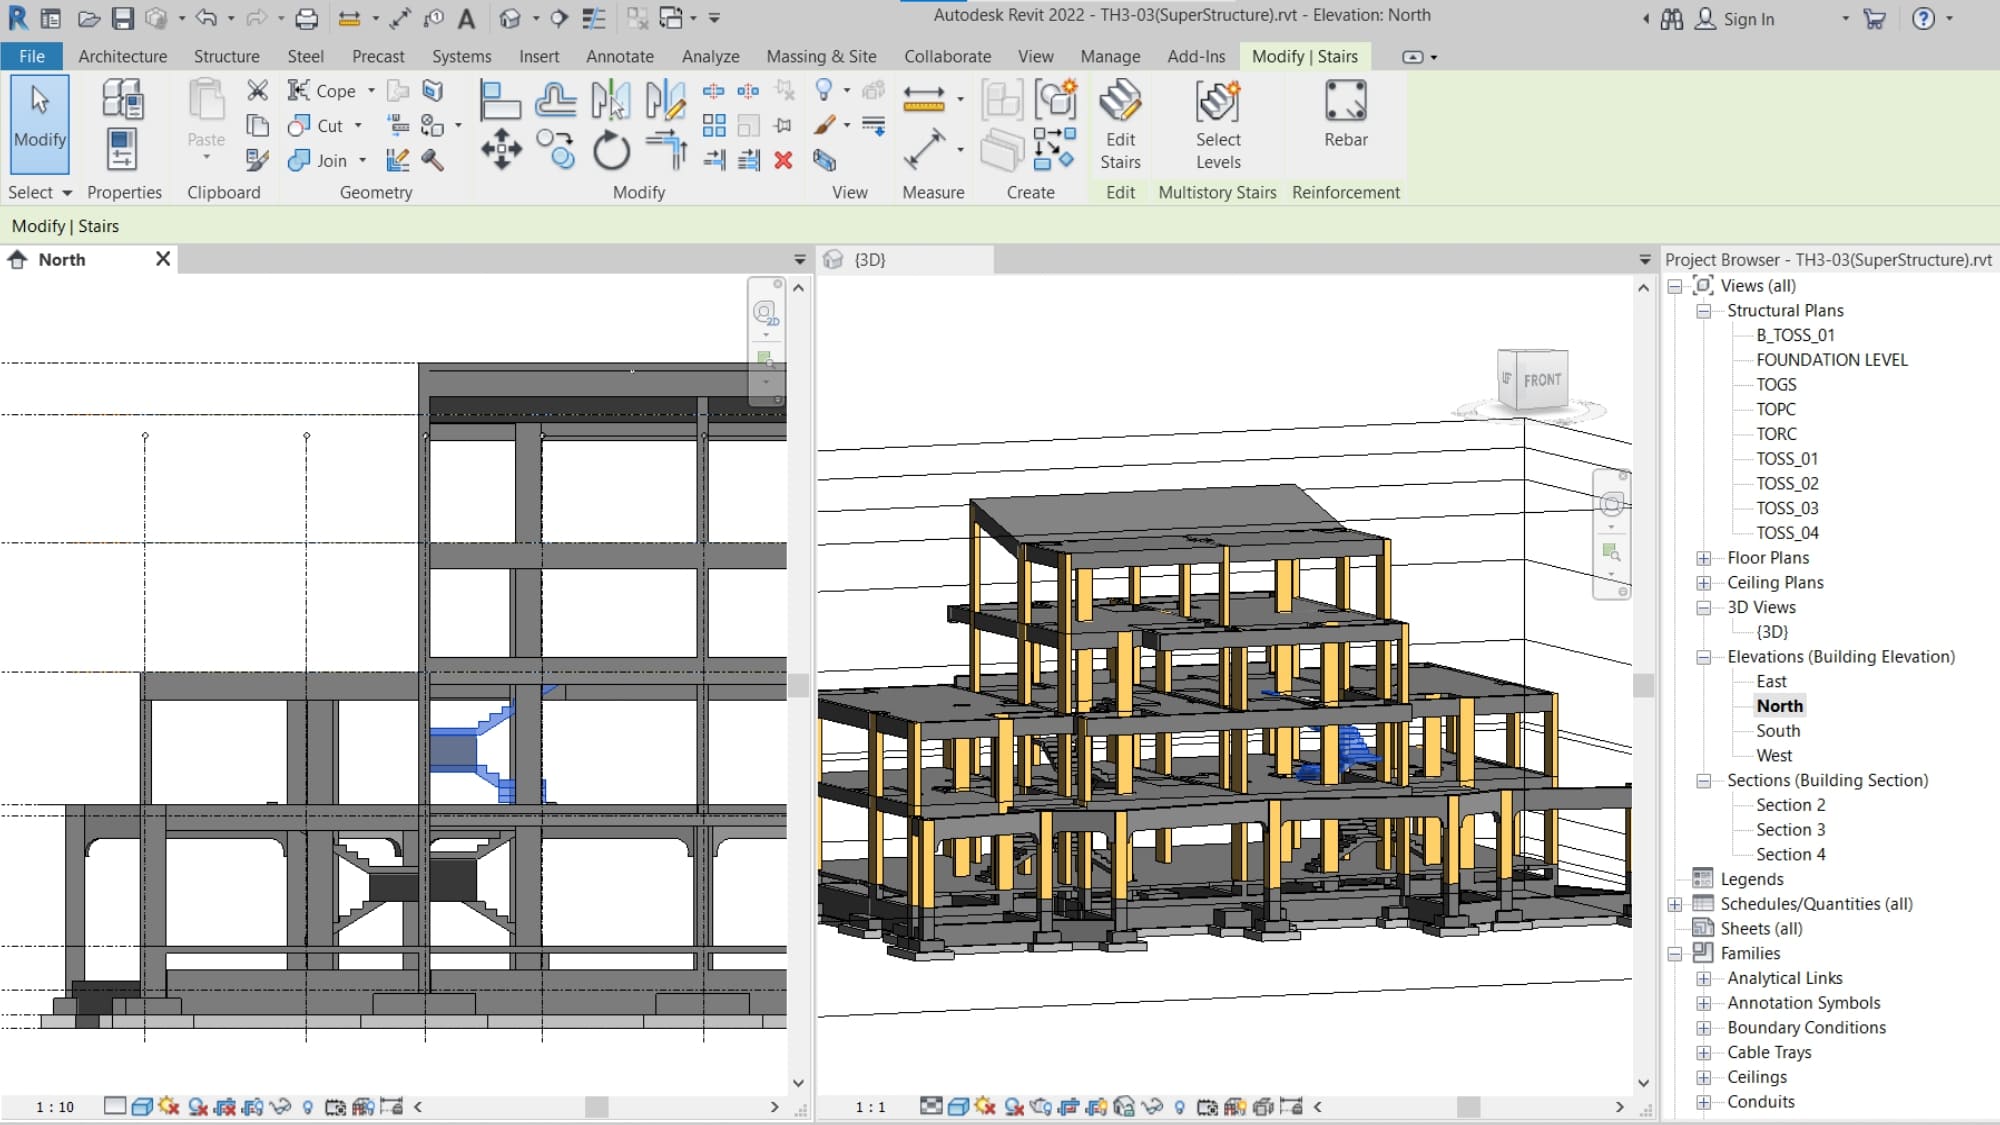 Autodesk Revit 2022 - TH3-03(SuperStructure).rvt - Elevation: North
Sign In
File Architecture Structure Steel Precast Systems Insert Annotate Analyze Massing & Site Collaborate View Manage Add-Ins Modify | Stairs
Modify
Paste
Cope
Cut
Join
Edit
Stairs
Select
Levels
Rebar
Select Properties Clipboard Geometry Modify View Measure Create Edit Multistory Stairs Reinforcement
Modify | Stairs
North
{3D}
2D
FRONT
1 : 10
1 : 1
Project Browser - TH3-03(SuperStructure).rvt
Views (all)
Structural Plans
B_TOSS_01
FOUNDATION LEVEL
TOGS
TOPC
TORC
TOSS_01
TOSS_02
TOSS_03
TOSS_04
Floor Plans
Ceiling Plans
3D Views
{3D}
Elevations (Building Elevation)
East
North
South
West
Sections (Building Section)
Section 2
Section 3
Section 4
Legends
Schedules/Quantities (all)
Sheets (all)
Families
Analytical Links
Annotation Symbols
Boundary Conditions
Cable Trays
Ceilings
Conduits